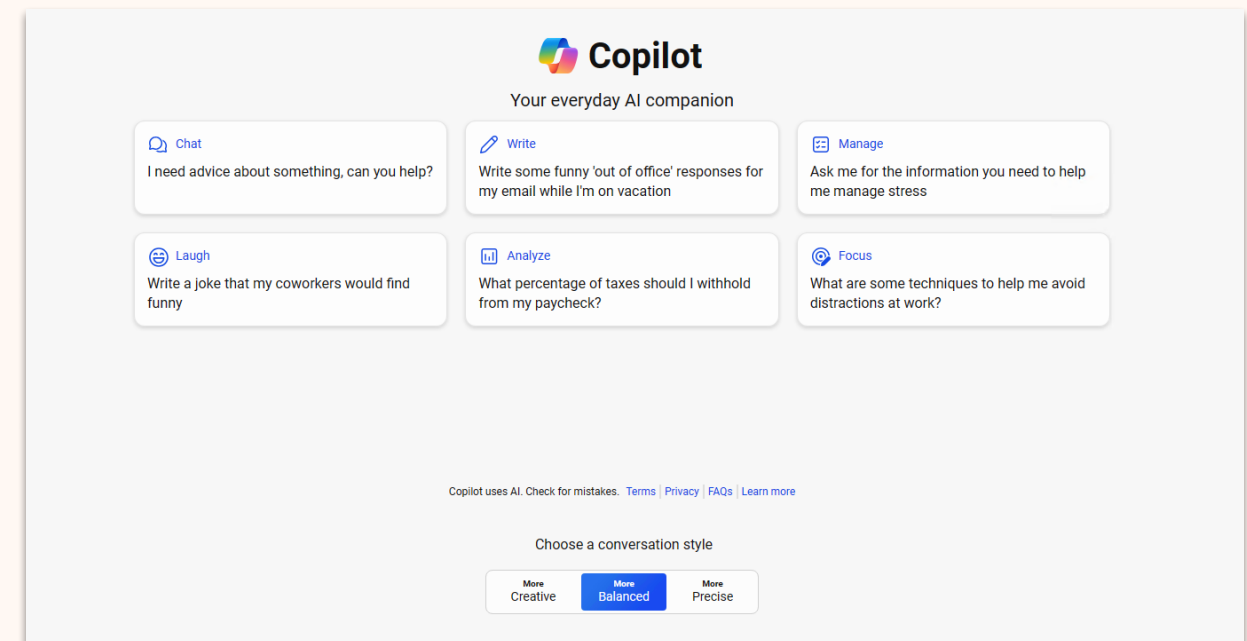 Copilot
Your everyday AI companion
Chat
I need advice about something, can you help?
Write
Write some funny 'out of office' responses for
my email while I'm on vacation
Manage
Ask me for the information you need to help
me manage stress
Laugh
Write a joke that my coworkers would find
funny
Analyze
What percentage of taxes should I withhold
from my paycheck?
Focus
What are some techniques to help me avoid
distractions at work?
Copilot uses AI. Check for mistakes. Terms Privacy FAQs Learn more
Choose a conversation style
More
Creative
More
Balanced
More
Precise